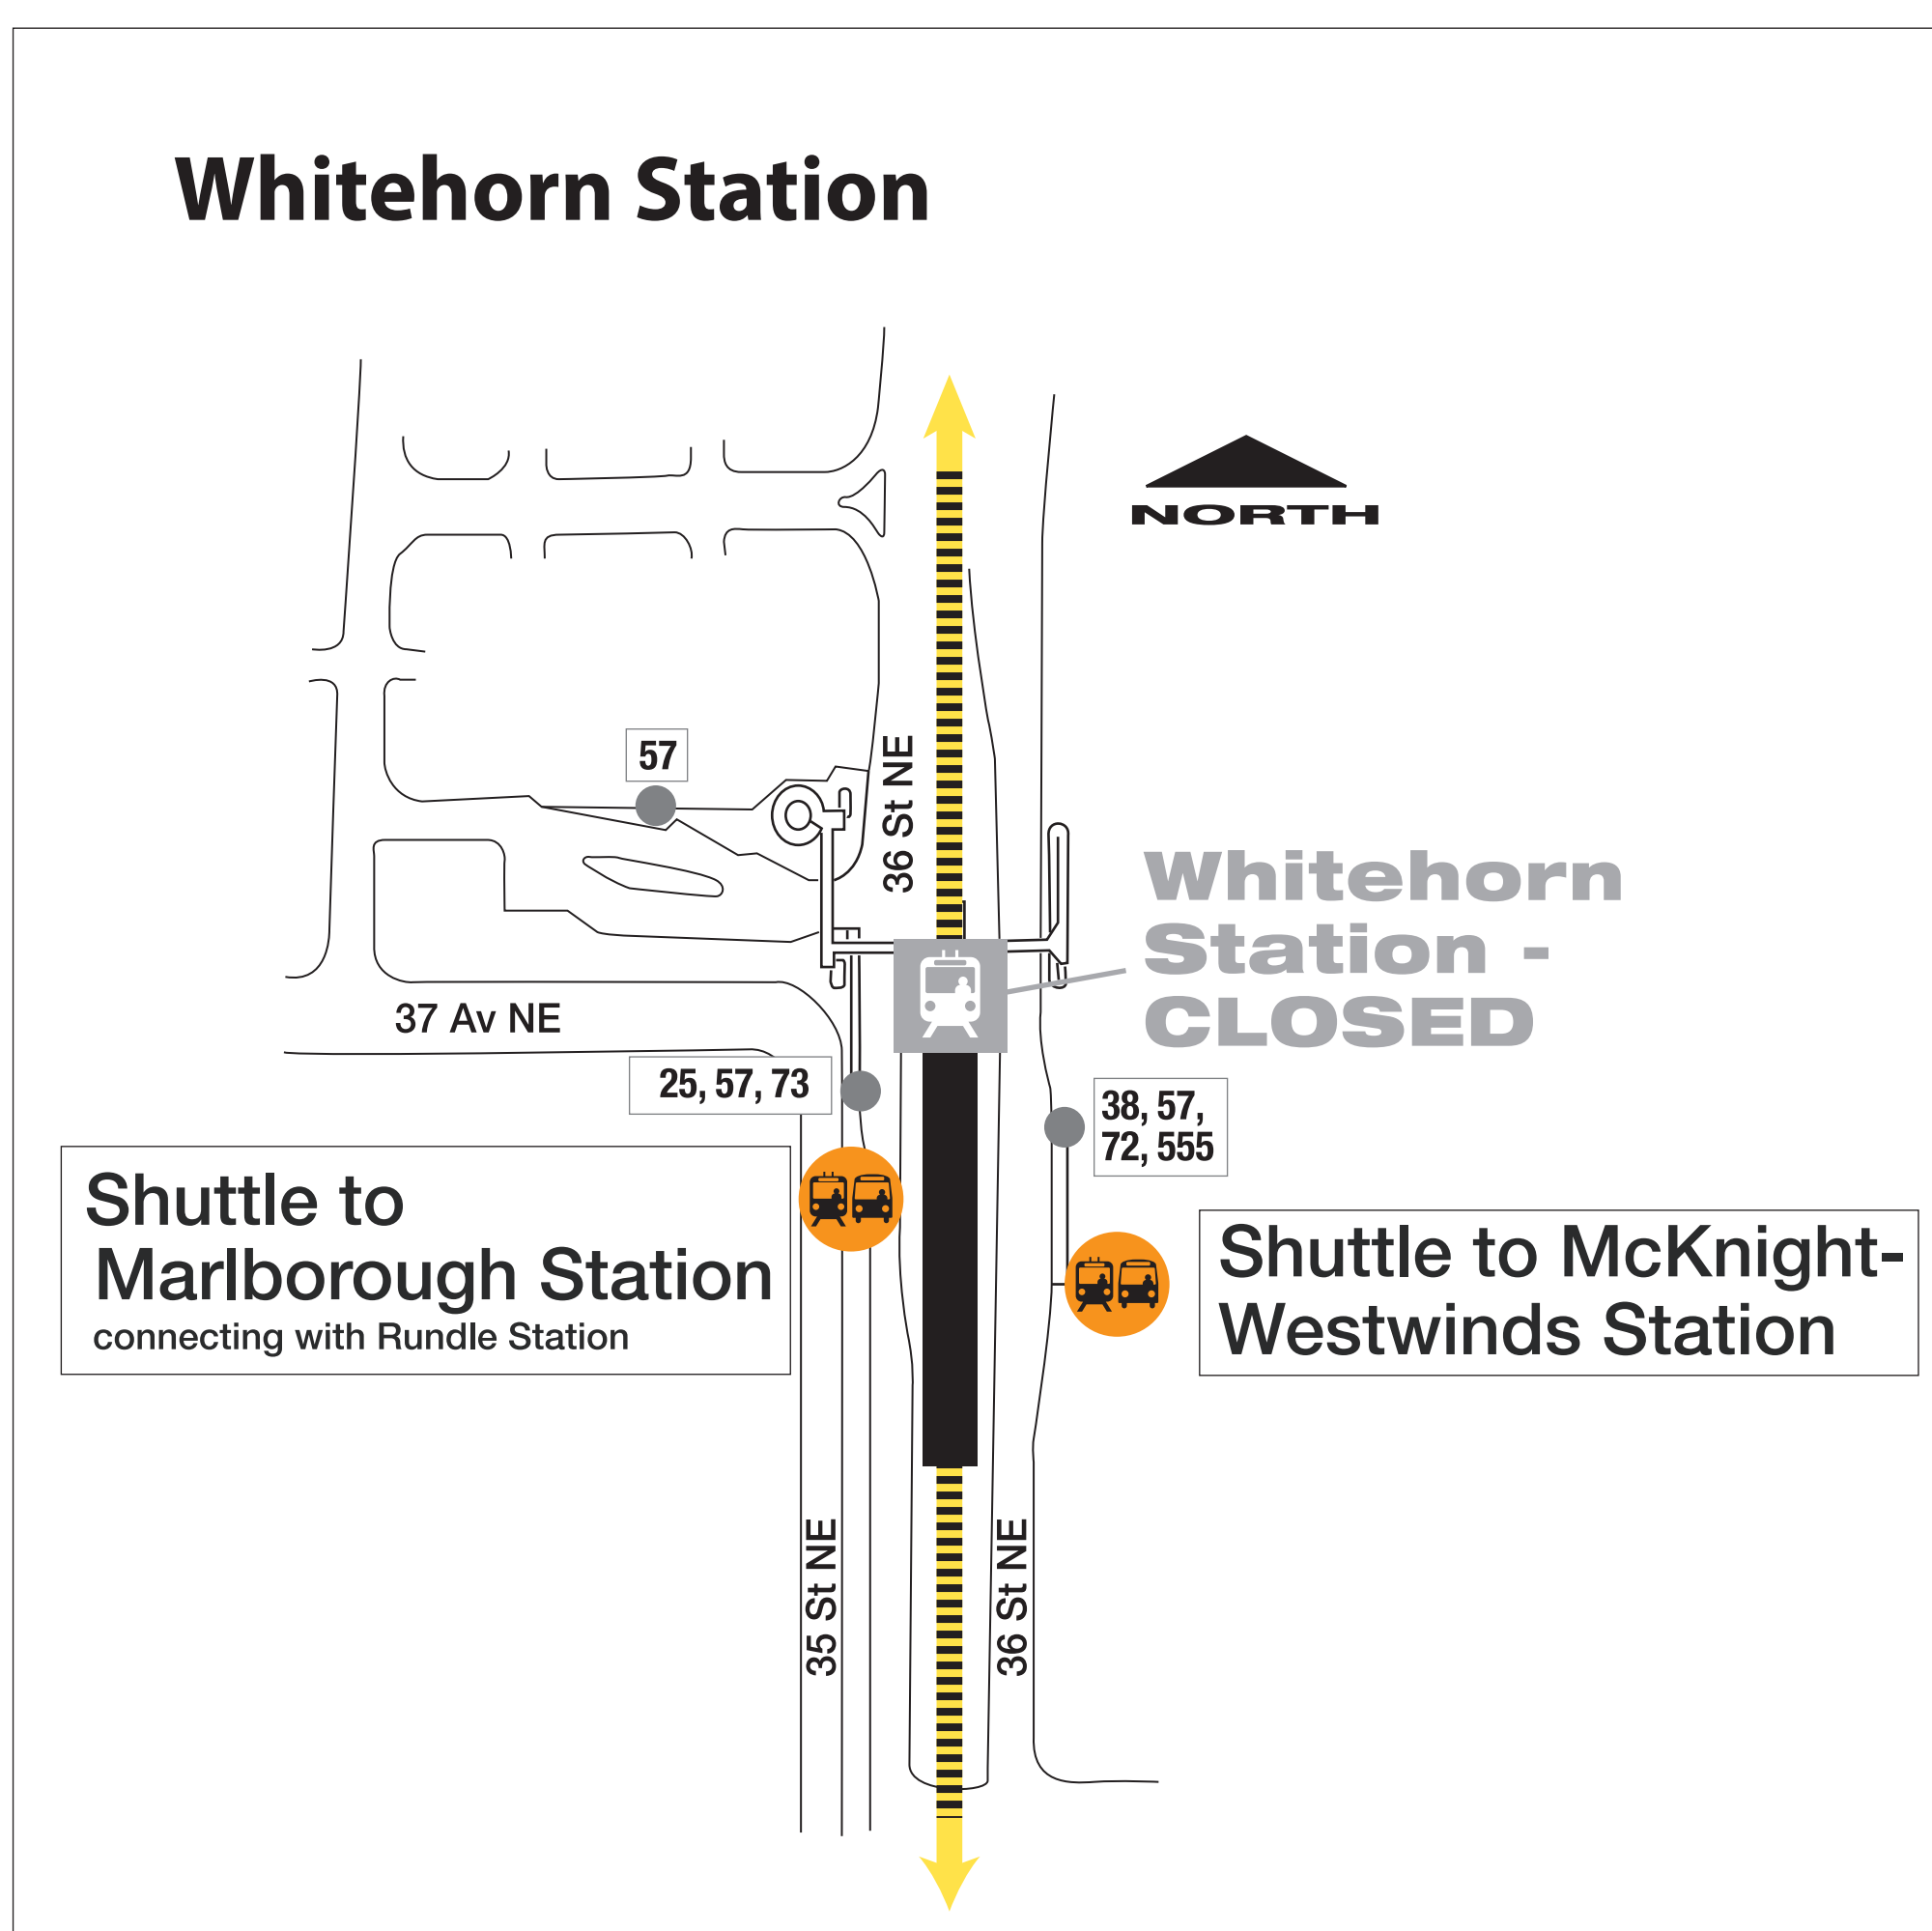 Whitehorn Station
NORTH
57
36 St NE
Whitehorn
Station -
CLOSED
37 Av NE
25, 57, 73
38, 57,
72, 555
Shuttle to
Marlborough Station
connecting with Rundle Station
Shuttle to McKnight-
Westwinds Station
35 St NE
36 St NE